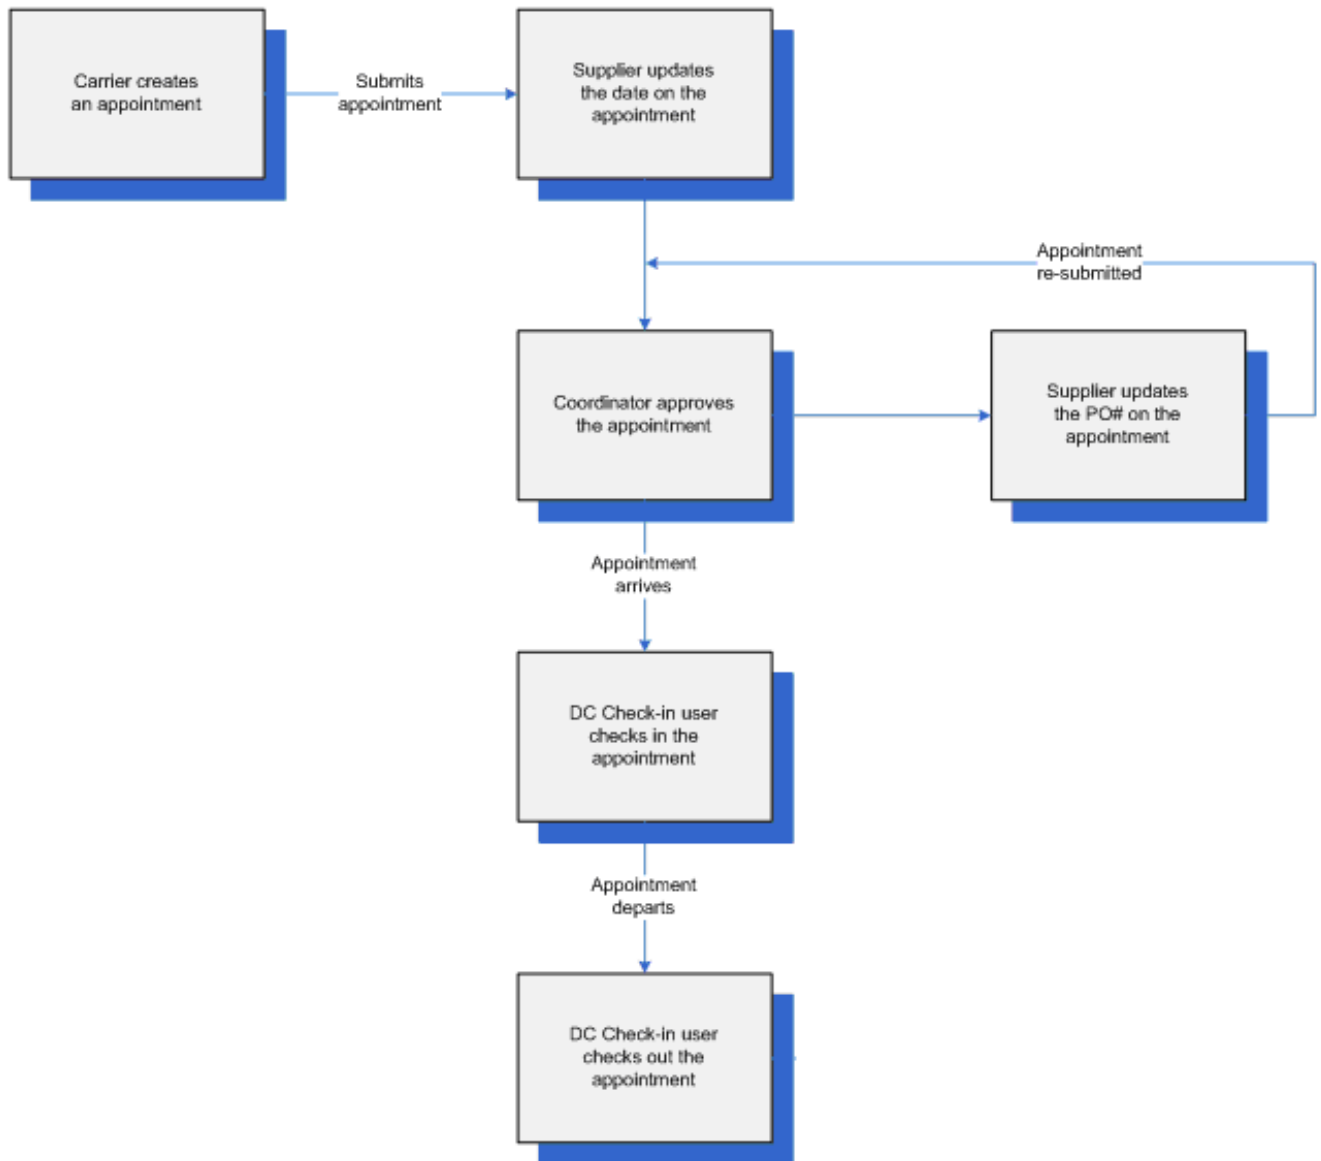 Carrier creates
an appointment
Submits
appointment
Supplier updates
the date on the
appointment
Appointment
re-submitted
Coordinator approves
the appointment
Supplier updates
the PO# on the
appointment
Appointment
arrives
DC Check-in user
checks in the
appointment
Appointment
departs
DC Check-in user
checks out the
appointment